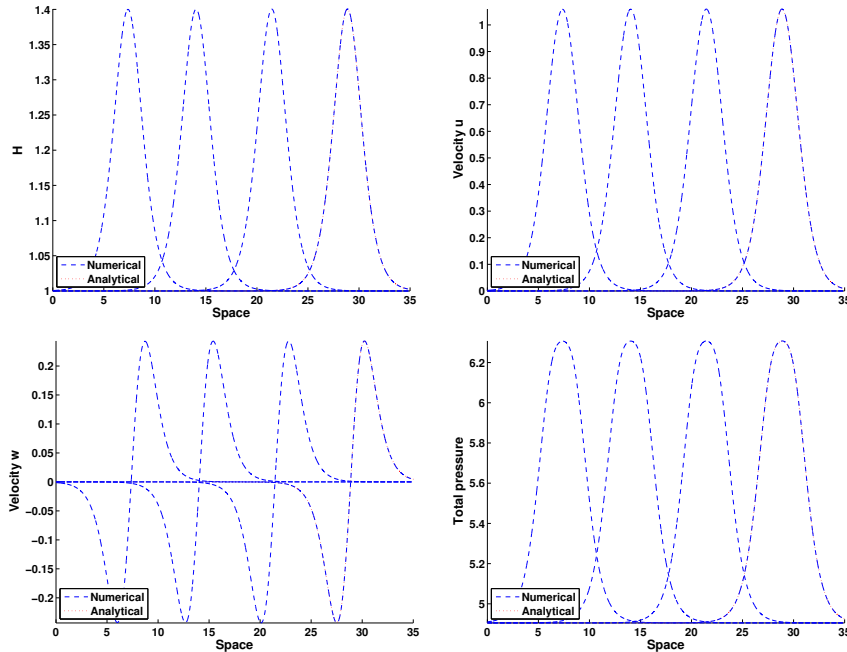 1.4
1.35
1.3
1.25
1.2
1.15
1.1
1.05
1
H
0 5 10 15 20 25 30 35
Space
Numerical
Analytical
1
0.9
0.8
0.7
0.6
0.5
0.4
0.3
0.2
0.1
0
Velocity u
0 5 10 15 20 25 30 35
Space
Numerical
Analytical
0.2
0.15
0.1
0.05
0
−0.05
−0.1
−0.15
−0.2
Velocity w
0 5 10 15 20 25 30 35
Space
Numerical
Analytical
6.2
6
5.8
5.6
5.4
5.2
5
Total pressure
0 5 10 15 20 25 30 35
Space
Numerical
Analytical